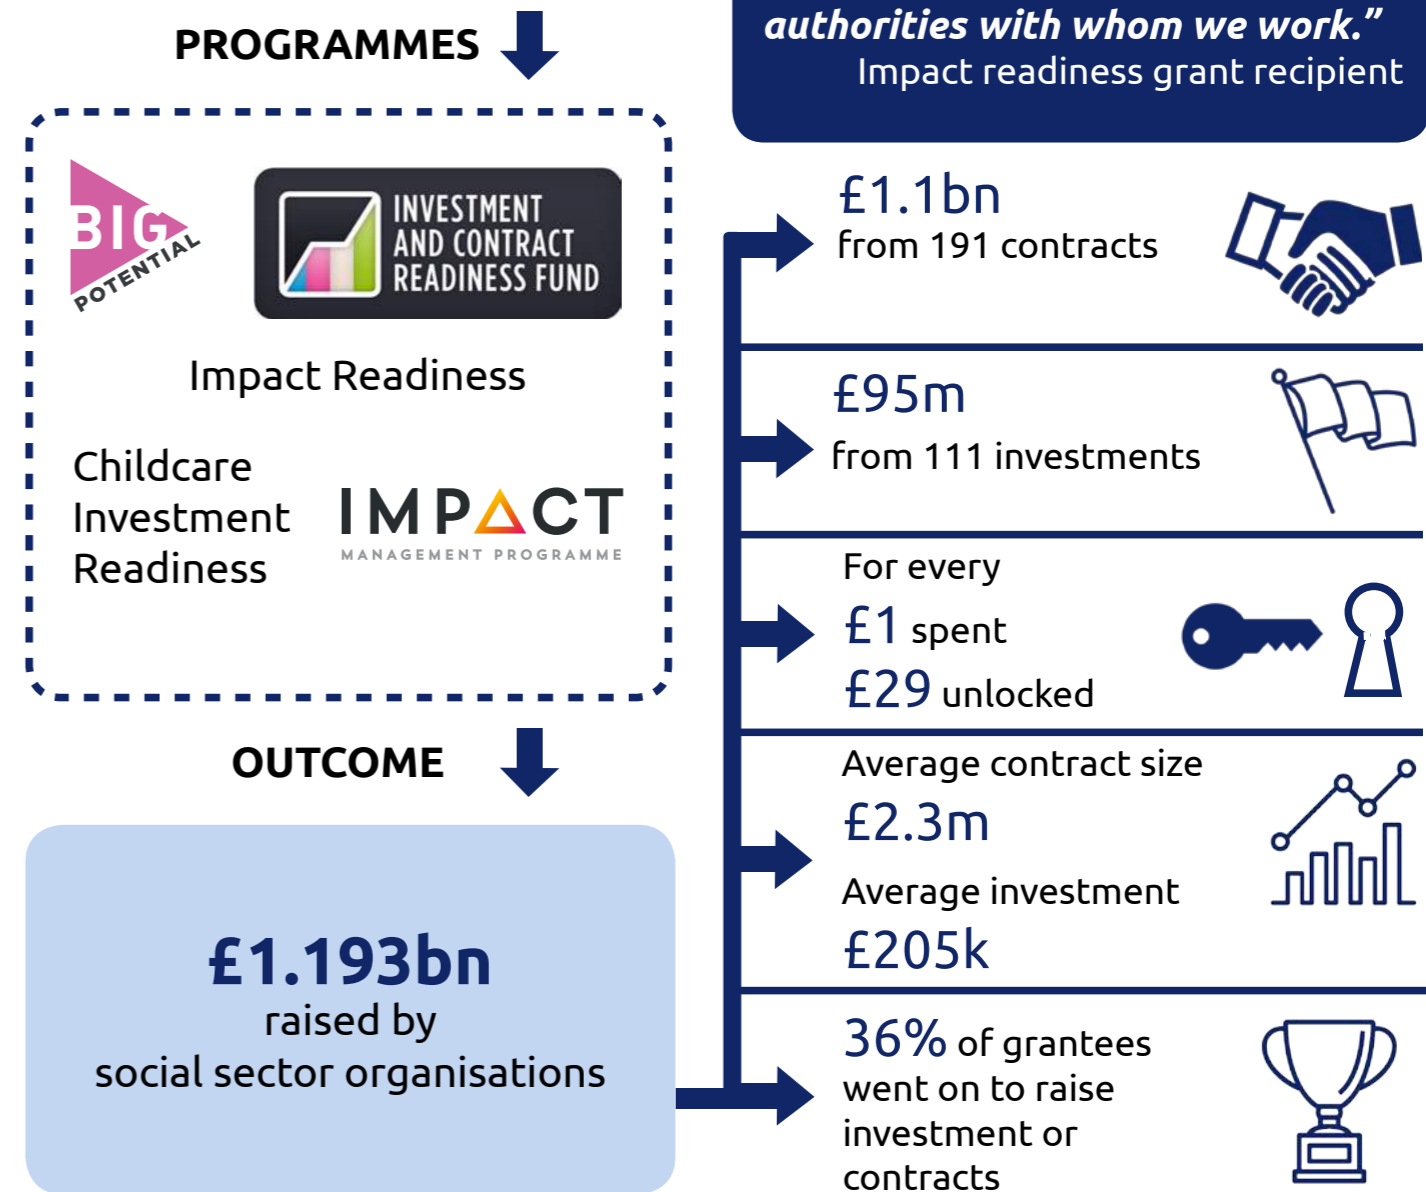 PROGRAMMES
BIG
POTENTIAL
INVESTMENT
AND CONTRACT
READINESS FUND
Impact Readiness
Childcare
Investment
Readiness
IMPACT
MANAGEMENT PROGRAMME
OUTCOME
£1.193bn
raised by
social sector organisations
authorities with whom we work.”
Impact readiness grant recipient
£1.1bn
from 191 contracts
£95m
from 111 investments
For every
£1 spent
£29 unlocked
Average contract size
£2.3m
Average investment
£205k
36% of grantees
went on to raise
investment or
contracts